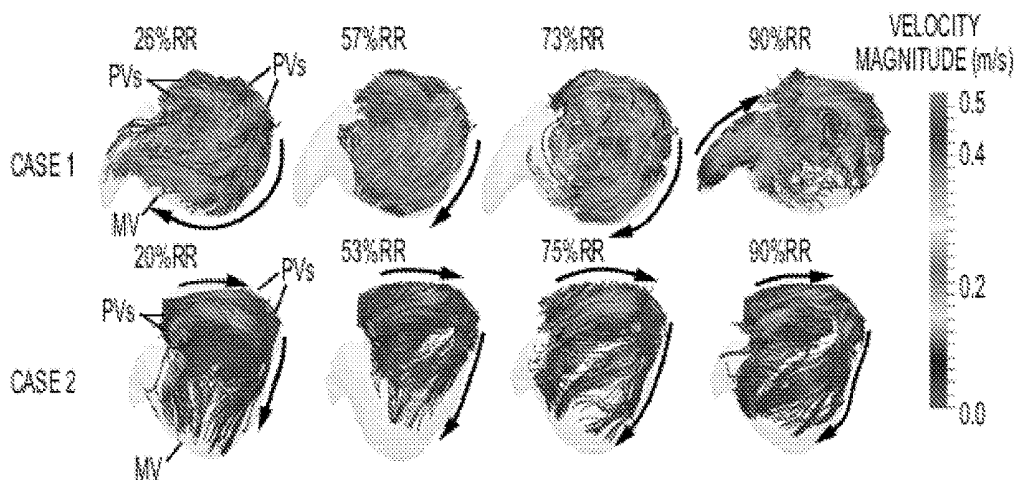 28%RR
57%RR
73%RR
90%RR
VELOCITY
MAGNITUDE (m/s)
PVs
PVs
0.5
0.4
CASE 1
MV
20%RR
53%RR
75%RR
90%RR
PVs
PVs
0.2
CASE 2
0.0
MV